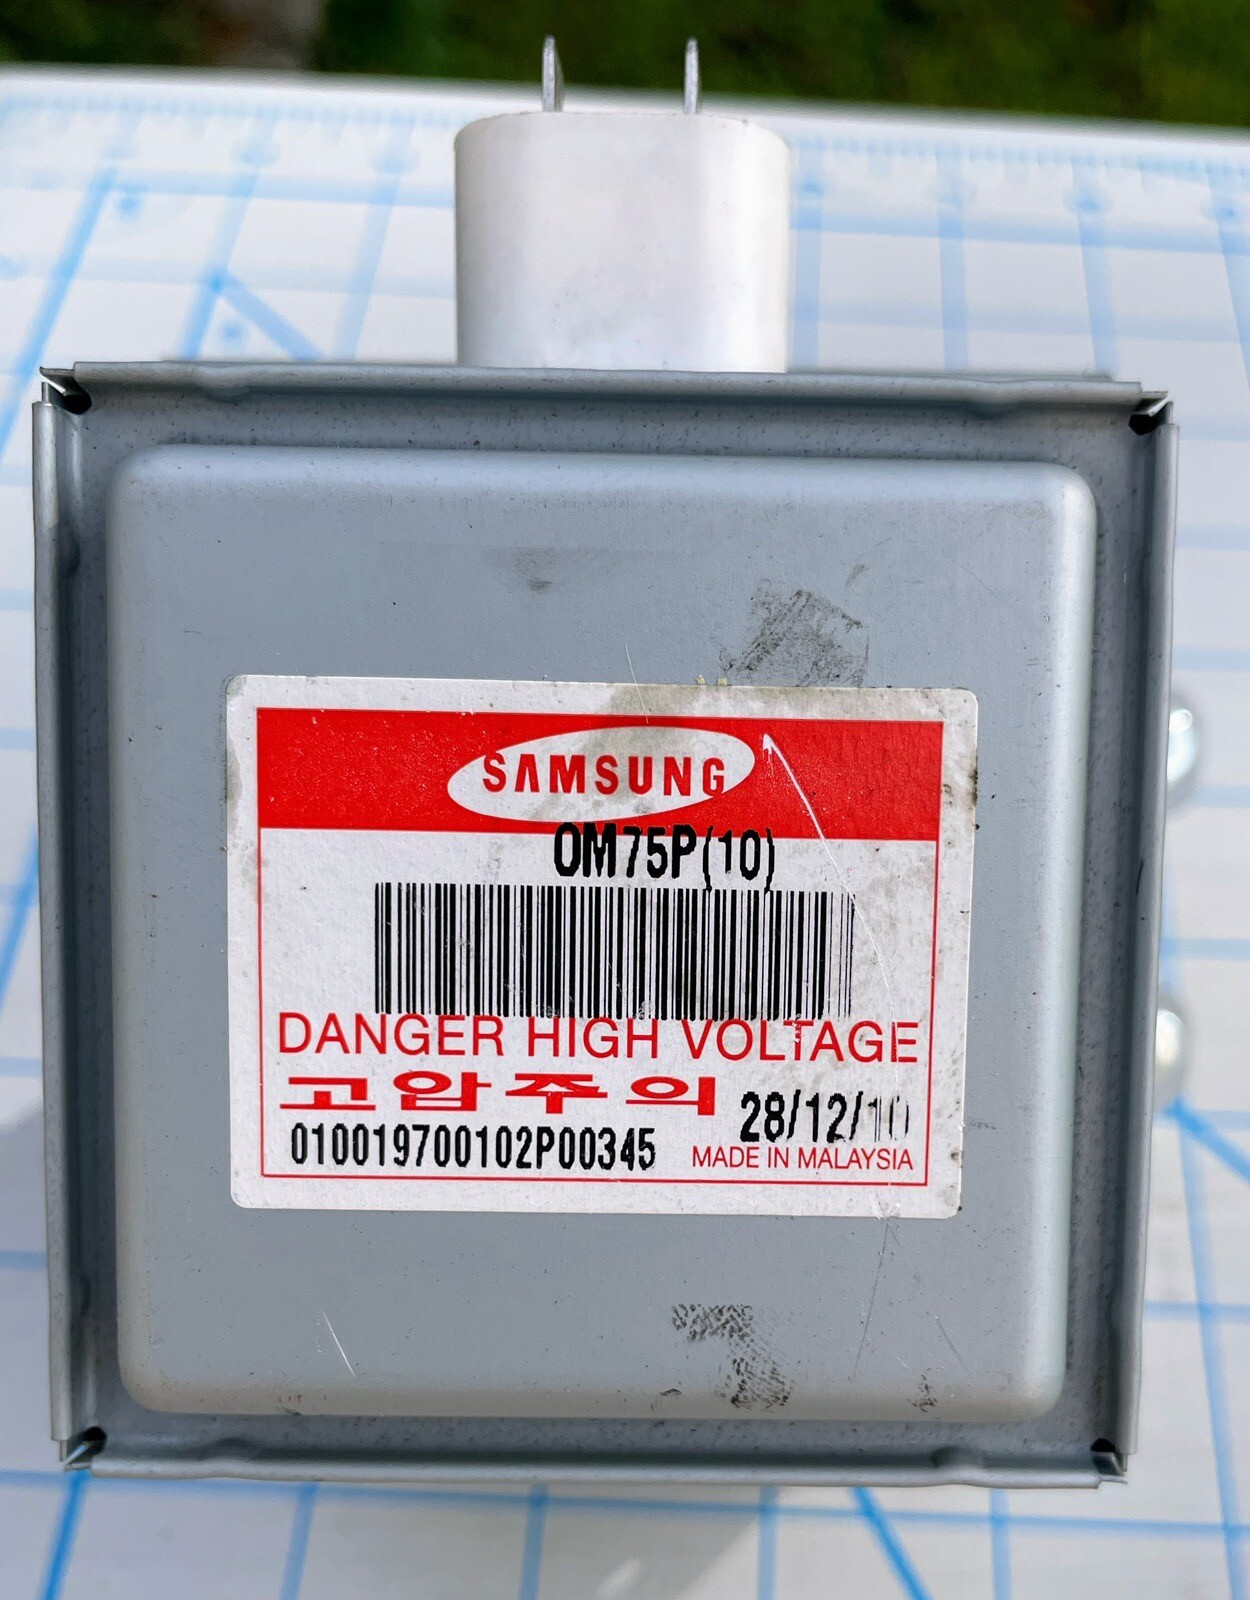 SAMSUNG
OM75P(10)
DANGER HIGH VOLTAGE
고압주의
28/12/10
010019700102P00345
MADE IN MALAYSIA